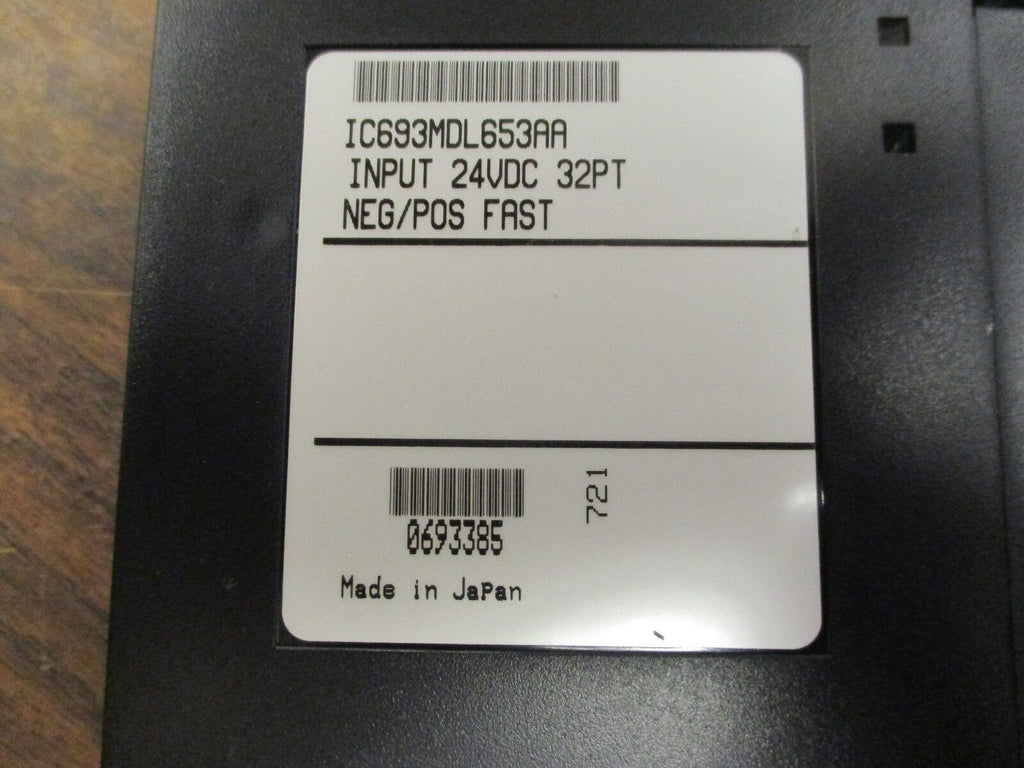 IC693MDL653AA
INPUT 24VDC 32PT
NEG/POS FAST
0693385
721
Made in JaPan